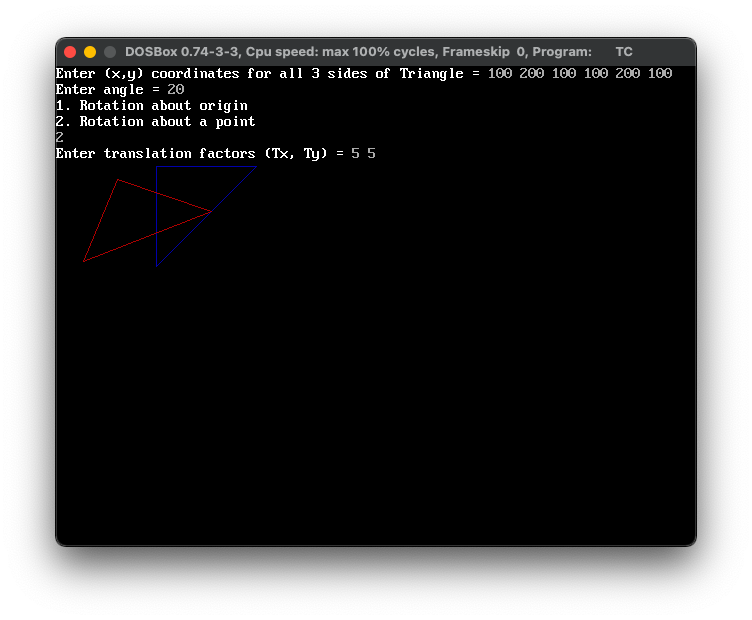 DOSBox 0.74-3-3, Cpu speed: max 100% cycles, Frameskip 0, Program: TC
Enter (x,y) coordinates for all 3 sides of Triangle = 100 200 100 100 200 100
Enter angle = 20
1. Rotation about origin
2. Rotation about a point
2
Enter translation factors (Tx, Ty) = 5 5